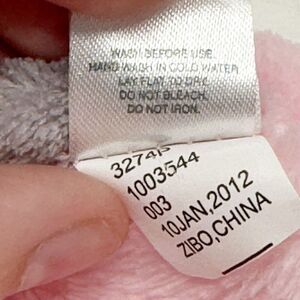 WASH BEFORE USE.
HAND WASH IN COLD WATER
LAY FLAT TO DRY.
DO NOT BLEACH.
DO NOT IRON.
1003544
003
10JAN,2012
ZIBO,CHINA